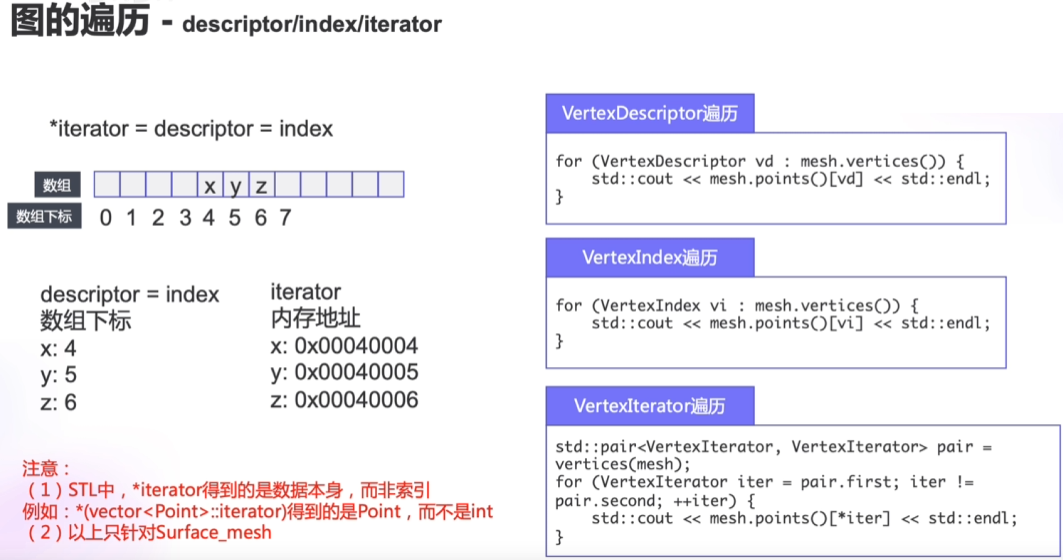 图的遍历 - descriptor/index/iterator
*iterator = descriptor = index
数组
x y z
数组下标
0 1 2 3 4 5 6 7
descriptor = index
数组下标
x: 4
y: 5
z: 6
iterator
内存地址
x: 0x00040004
y: 0x00040005
z: 0x00040006
注意：
（1）STL中，*iterator得到的是数据本身，而非索引
例如：*(vector<Point>::iterator)得到的是Point，而不是int
（2）以上只针对Surface_mesh
VertexDescriptor遍历
for (VertexDescriptor vd : mesh.vertices()) {
std::cout << mesh.points()[vd] << std::endl;
}
VertexIndex遍历
for (VertexIndex vi : mesh.vertices()) {
std::cout << mesh.points()[vi] << std::endl;
}
VertexIterator遍历
std::pair<VertexIterator, VertexIterator> pair =
vertices(mesh);
for (VertexIterator iter = pair.first; iter !=
pair.second; ++iter) {
std::cout << mesh.points()[*iter] << std::endl;
}